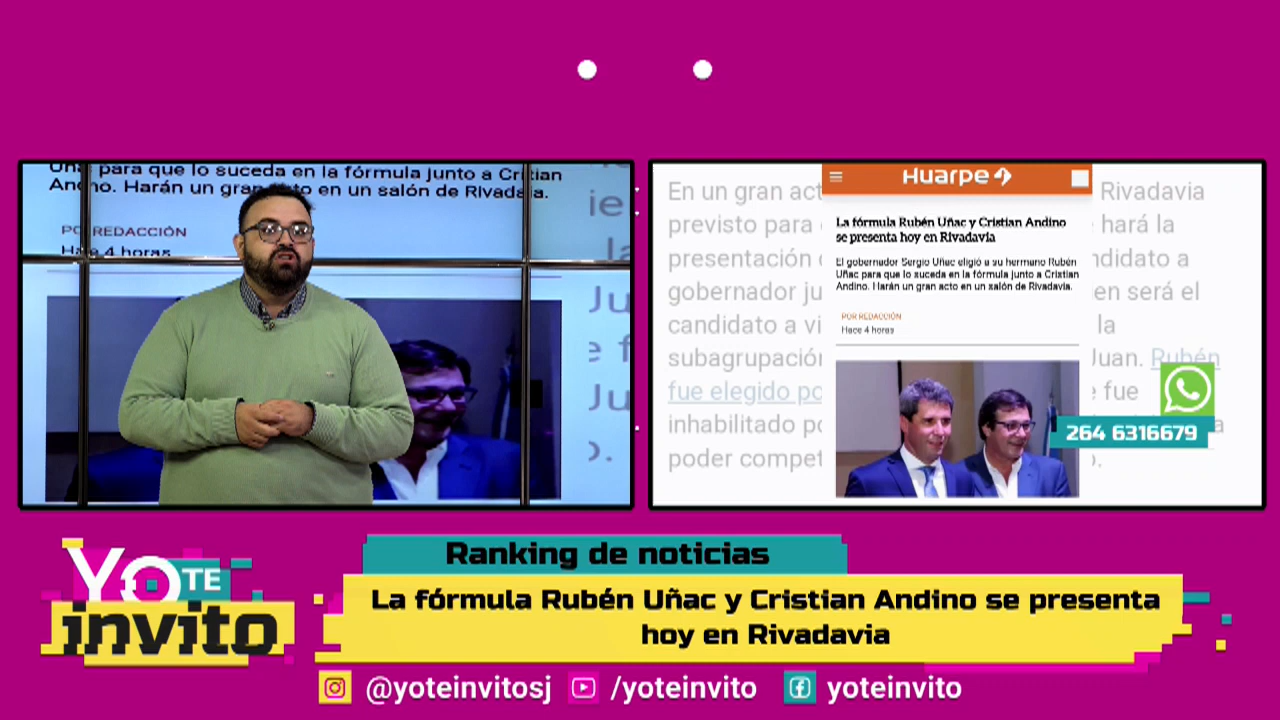 Uñac para que lo suceda en la fórmula junto a Cristian
Andino. Harán un gran acto en un salón de Rivadavia.
POR REDACCIÓN
Hace 4 horas
En un gran act
previsto para
presentación
gobernador ju
candidato a vi
subagrupación
fue elegido po
inhabilitado po
poder compet
Huarpe
La fórmula Rubén Uñac y Cristian Andino
se presenta hoy en Rivadavia
El gobernador Sergio Uñac eligió a su hermano Rubén
Uñac para que lo suceda en la fórmula junto a Cristian
Andino. Harán un gran acto en un salón de Rivadavia.
POR REDACCIÓN
Hace 4 horas
Rivadavia
hará la
ndidato a
en será el
la
Juan. Rubén
fue
264 6316679
YO TE
invito
Ranking de noticias
La fórmula Rubén Uñac y Cristian Andino se presenta
hoy en Rivadavia
@yoteinvitosj /yoteinvito yoteinvito